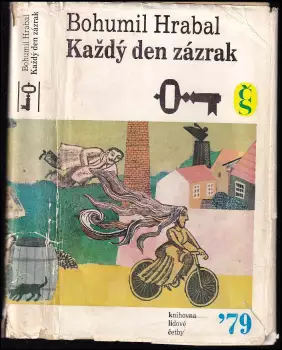 Bohumil Hrabal
Každý den zázrak
Bohumil Hrabal
Každý den zázrak
ČS
knihovna
lidové
četby
'79